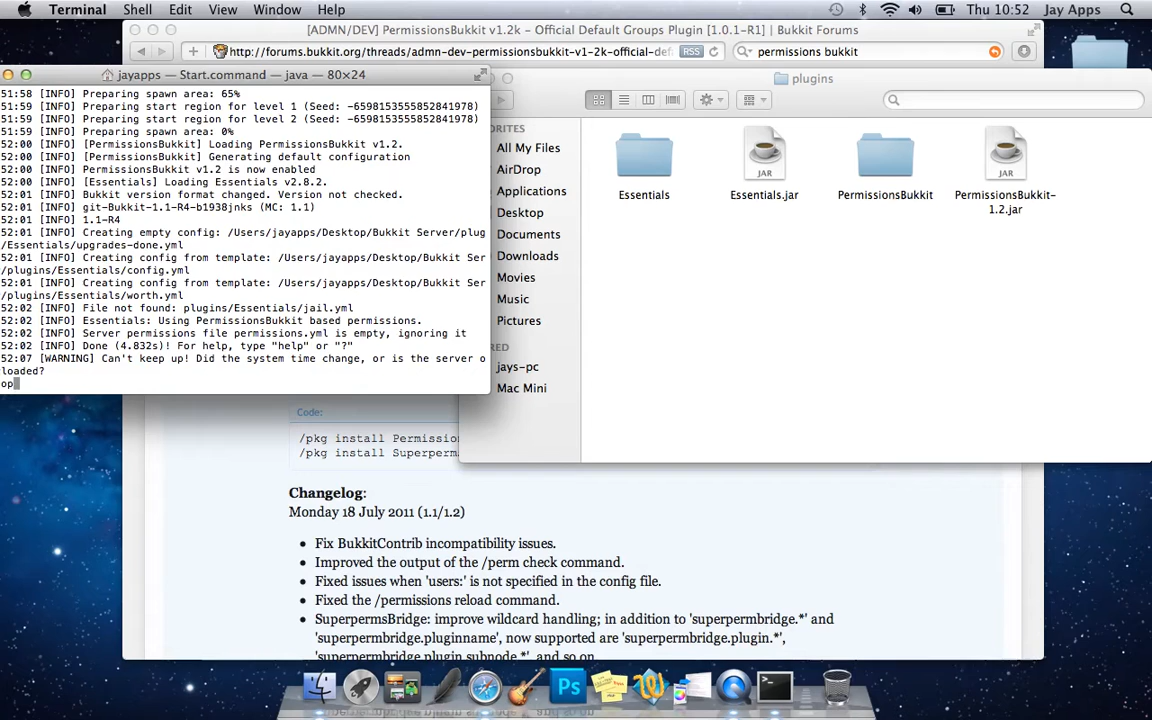 Terminal Shell Edit View Window Help Thu 10:52 Jay Apps
[ADMN/DEV] PermissionsBukkit v1.2k - Official Default Groups Plugin [1.0.1-R1] | Bukkit Forums
http://forums.bukkit.org/threads/admn-dev-permissionsbukkit-v1-2k-official-def RSS permissions bukkit
jayapps — Start.command — java — 80×24
51:58 [INFO] Preparing spawn area: 65%
51:59 [INFO] Preparing start region for level 1 (Seed: -6598153555852841978)
51:59 [INFO] Preparing start region for level 2 (Seed: -6598153555852841978)
51:59 [INFO] Preparing spawn area: 0%
52:00 [INFO] [PermissionsBukkit] Loading PermissionsBukkit v1.2.
52:00 [INFO] [PermissionsBukkit] Generating default configuration
52:00 [INFO] PermissionsBukkit v1.2 is now enabled
52:00 [INFO] [Essentials] Loading Essentials v2.8.2.
52:01 [INFO] Bukkit version format changed. Version not checked.
52:01 [INFO] git-Bukkit-1.1-R4-b1938jnks (MC: 1.1)
52:01 [INFO] 1.1-R4
52:01 [INFO] Creating empty config: /Users/jayapps/Desktop/Bukkit Server/plug
/Essentials/upgrades-done.yml
52:01 [INFO] Creating config from template: /Users/jayapps/Desktop/Bukkit Ser
/plugins/Essentials/config.yml
52:01 [INFO] Creating config from template: /Users/jayapps/Desktop/Bukkit Ser
/plugins/Essentials/worth.yml
52:02 [INFO] File not found: plugins/Essentials/jail.yml
52:02 [INFO] Essentials: Using PermissionsBukkit based permissions.
52:02 [INFO] Server permissions file permissions.yml is empty, ignoring it
52:02 [INFO] Done (4.832s)! For help, type "help" or "?"
52:07 [WARNING] Can't keep up! Did the system time change, or is the server o
loaded?
op
plugins
ORITES
All My Files
AirDrop
Applications
Desktop
Documents
Downloads
Movies
Music
Pictures
RED
jays-pc
Mac Mini
Essentials
JAR
Essentials.jar
PermissionsBukkit
JAR
PermissionsBukkit-
1.2.jar
Code:
/pkg install Permission
/pkg install Superperm
Changelog:
Monday 18 July 2011 (1.1/1.2)
• Fix BukkitContrib incompatibility issues.
• Improved the output of the /perm check command.
• Fixed issues when 'users:' is not specified in the config file.
• Fixed the /permissions reload command.
• SuperpermsBridge: improve wildcard handling; in addition to 'superpermbridge.*' and
'superpermbridge.pluginname', now supported are 'superpermbridge.plugin.*',
'superpermbridge.plugin.subnode.*', and so on.
Ps